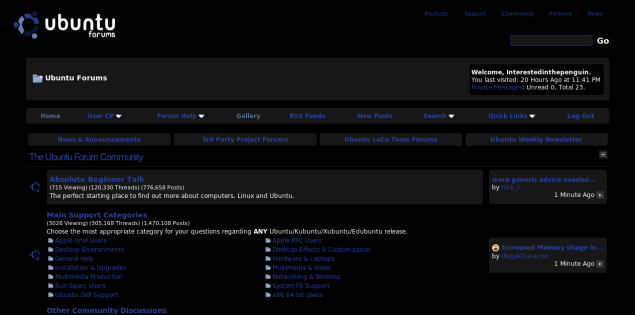 ubuntu
forums
Products Support Community Partners News
Go
Ubuntu Forums
Welcome, Interestedinthepenguin.
You last visited: 20 Hours Ago at 11:41 PM
Private Messages: Unread 0, Total 23.
Home User CP Forum Help Gallery RSS Feeds New Posts Search Quick Links Log Out
News & Announcements 3rd Party Project Forums Ubuntu LoCo Team Forums Ubuntu Weekly Newsletter
The Ubuntu Forum Community
Absolute Beginner Talk
(715 Viewing) (120,330 Threads) (776,658 Posts)
The perfect starting place to find out more about computers, Linux and Ubuntu.
more generic advice needed...
by nick_h
1 Minute Ago
Main Support Categories
(3028 Viewing) (305,168 Threads) (1,470,108 Posts)
Choose the most appropriate category for your questions regarding ANY Ubuntu/Kubuntu/Xubuntu/Edubuntu release.
Apple Intel Users Apple PPC Users
Desktop Environments Desktop Effects & Customization
General Help Hardware & Laptops
Installation & Upgrades Multimedia & Video
Multimedia Production Networking & Wireless
Sun Sparc Users System76 Support
Ubuntu Dell Support x86 64-bit Users
Increased Memory Usage in...
by illegalCharacter
1 Minute Ago
Other Community Discussions